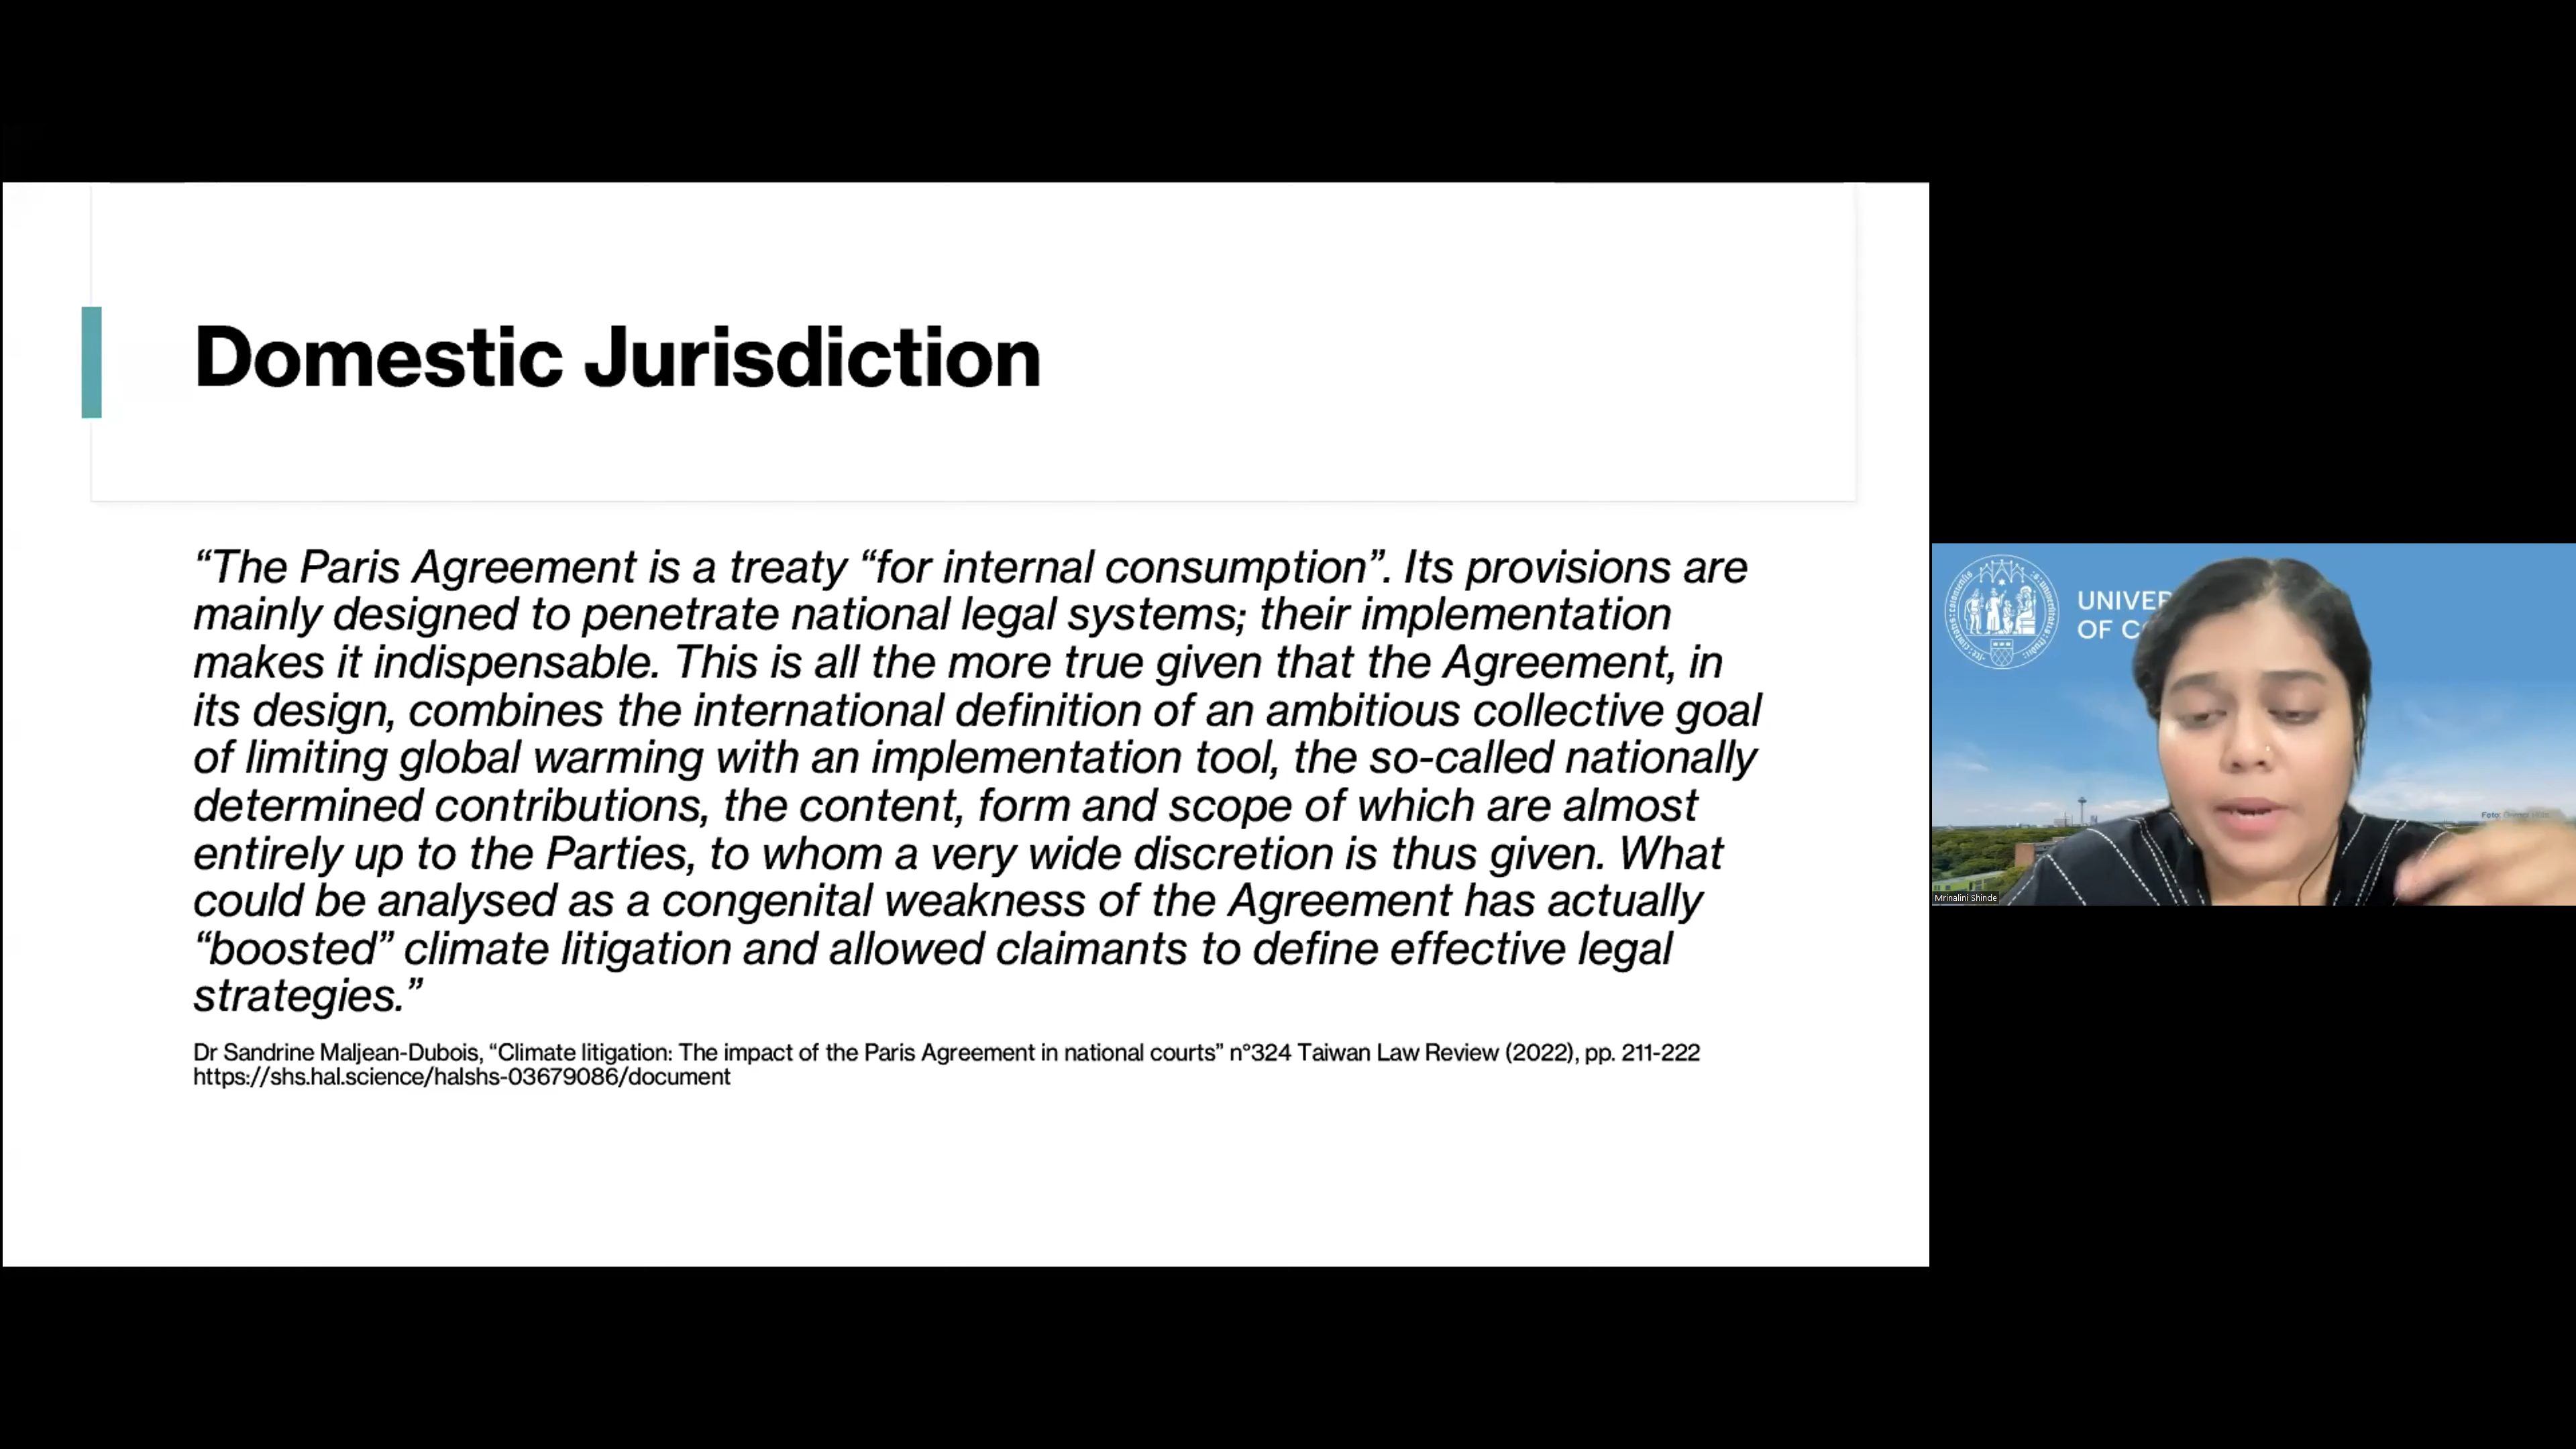 Domestic Jurisdiction
“The Paris Agreement is a treaty “for internal consumption”. Its provisions are
mainly designed to penetrate national legal systems; their implementation
makes it indispensable. This is all the more true given that the Agreement, in
its design, combines the international definition of an ambitious collective goal
of limiting global warming with an implementation tool, the so-called nationally
determined contributions, the content, form and scope of which are almost
entirely up to the Parties, to whom a very wide discretion is thus given. What
could be analysed as a congenital weakness of the Agreement has actually
“boosted” climate litigation and allowed claimants to define effective legal
strategies.”
Dr Sandrine Maljean-Dubois, “Climate litigation: The impact of the Paris Agreement in national courts” n°324 Taiwan Law Review (2022), pp. 211-222
https://shs.hal.science/halshs-03679086/document
UNIVER
OF C
Foto:
Mrinalini Shinde